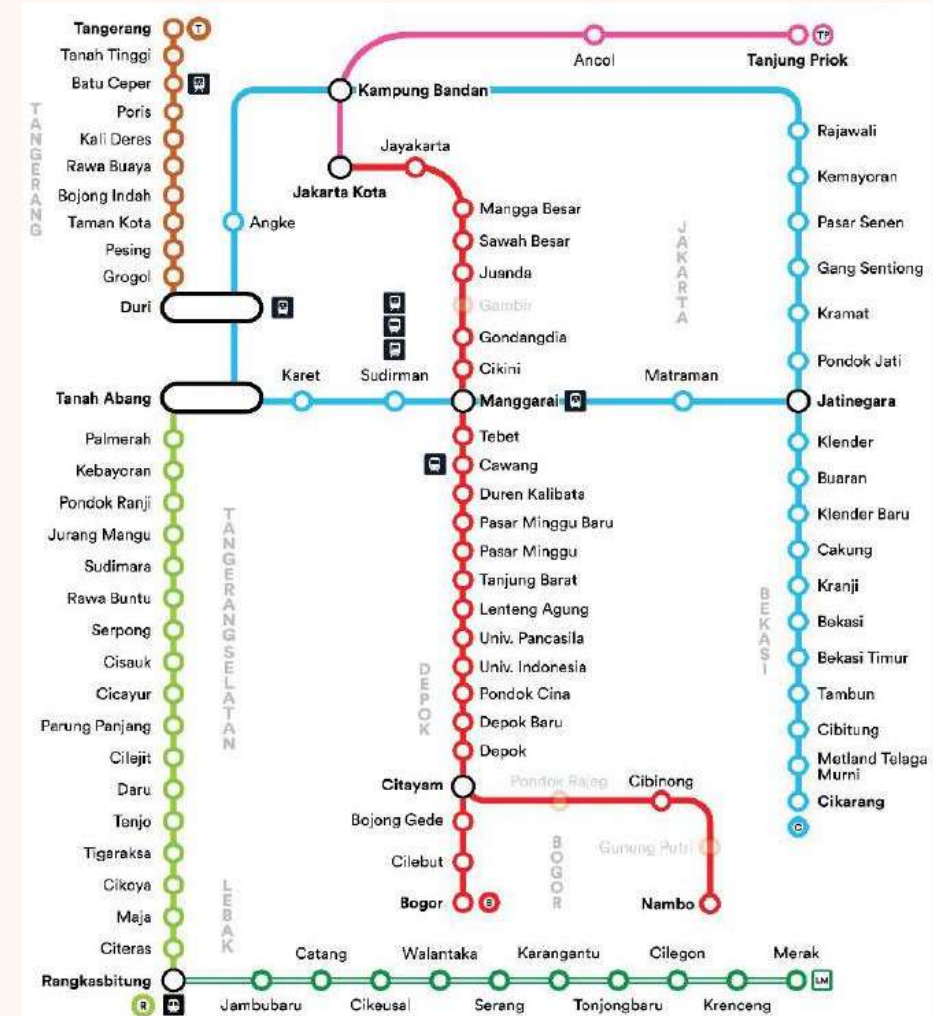 Tangerang
T
Tanah Tinggi
Batu Ceper
Poris
Kali Deres
Rawa Buaya
Bojong Indah
Taman Kota
Pesing
Grogol
Duri
TANGERANG
Angke
Kampung Bandan
Ancol
Tanjung Priok
TP
Jakarta Kota
Jayakarta
Mangga Besar
Sawah Besar
Juanda
Gambir
Gondangdia
Cikini
JAKARTA
Rajawali
Kemayoran
Pasar Senen
Gang Sentiong
Kramat
Pondok Jati
Tanah Abang
Karet
Sudirman
Manggarai
Matraman
Jatinegara
Palmerah
Kebayoran
Pondok Ranji
Jurang Mangu
Sudimara
Rawa Buntu
Serpong
Cisauk
Cicayur
Parung Panjang
Cilejit
Daru
Tenjo
Tigaraksa
Cikoya
Maja
Citeras
Rangkasbitung
R
TANGERANG SELATAN
LEBAK
Tebet
Cawang
Duren Kalibata
Pasar Minggu Baru
Pasar Minggu
Tanjung Barat
Lenteng Agung
Univ. Pancasila
Univ. Indonesia
Pondok Cina
Depok Baru
Depok
Citayam
Bojong Gede
Cilebut
Bogor
B
DEPOK
Pondok Rajeg
Cibinong
Gunung Putri
Nambo
BOGOR
BEKASI
Klender
Buaran
Klender Baru
Cakung
Kranji
Bekasi
Bekasi Timur
Tambun
Cibitung
Metland Telaga
Murni
Cikarang
C
Jambubaru
Catang
Cikeusal
Walantaka
Serang
Karangantu
Tonjongbaru
Cilegon
Krenceng
Merak
LM